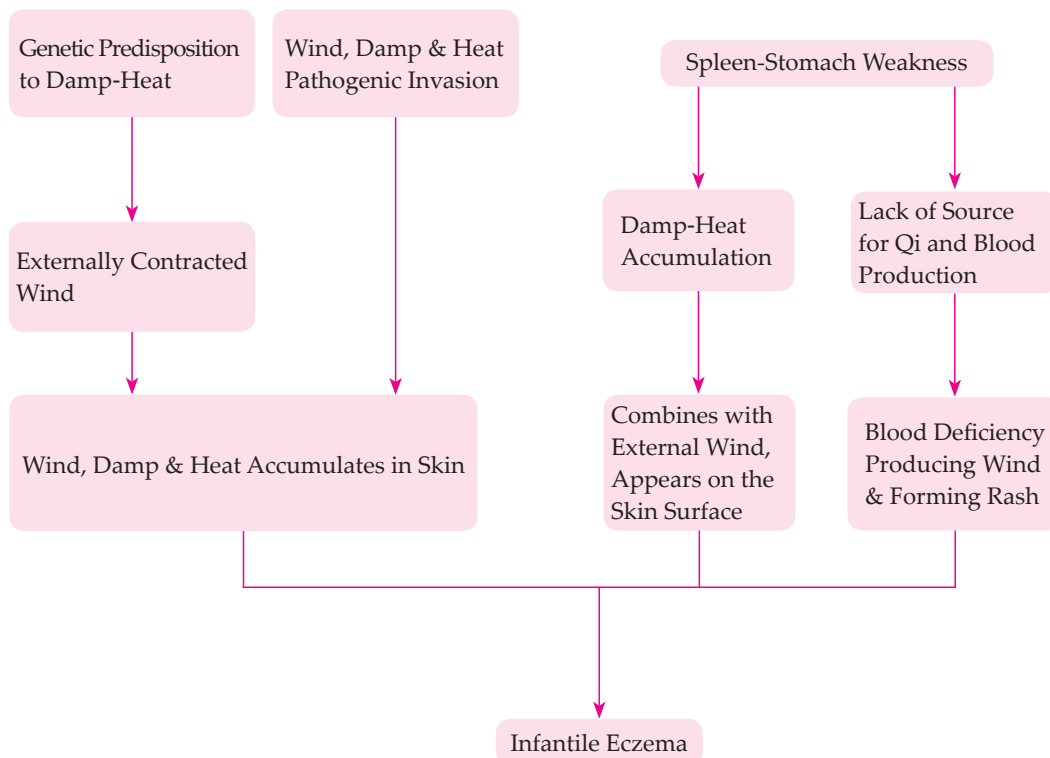 Genetic Predisposition
to Damp-Heat
Wind, Damp & Heat
Pathogenic Invasion
Spleen-Stomach Weakness
Externally Contracted
Wind
Damp-Heat
Accumulation
Lack of Source
for Qi and Blood
Production
Wind, Damp & Heat Accumulates in Skin
Combines with
External Wind,
Appears on the
Skin Surface
Blood Deficiency
Producing Wind
& Forming Rash
Infantile Eczema